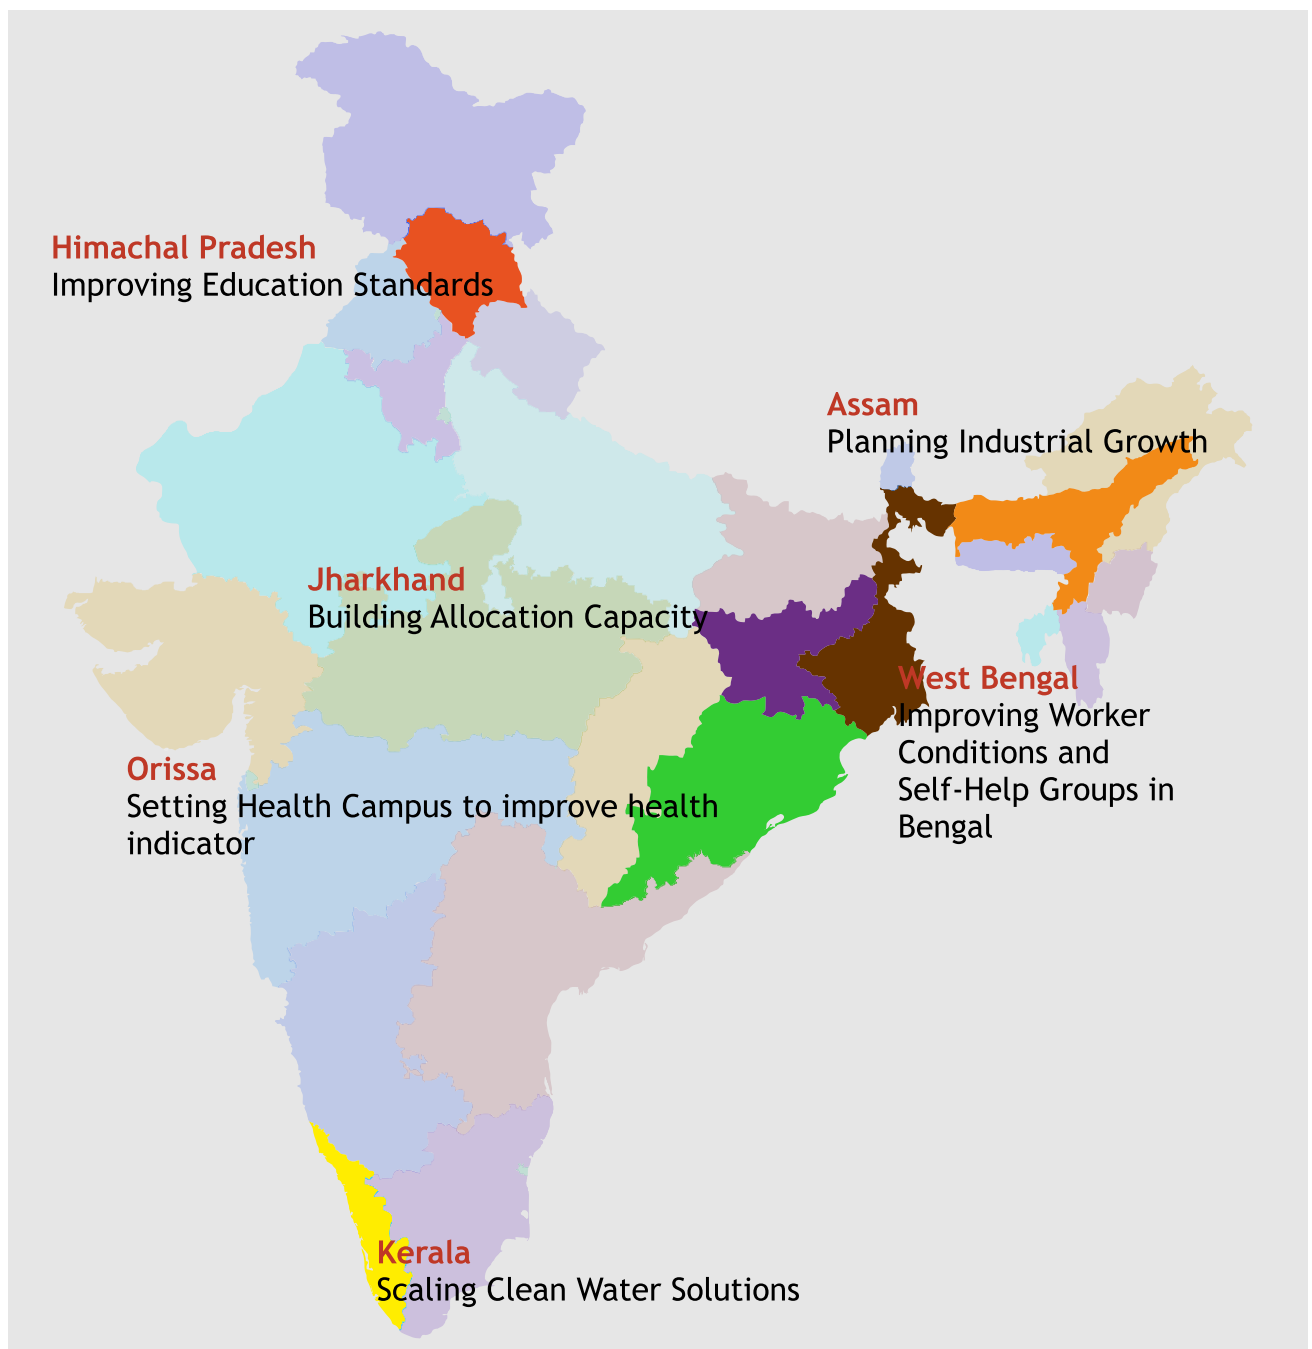 Himachal Pradesh
Improving Education Standards
Assam
Planning Industrial Growth
Jharkhand
Building Allocation Capacity
West Bengal
Improving Worker
Conditions and
Self-Help Groups in
Bengal
Orissa
Setting Health Campus to improve health
indicator
Kerala
Scaling Clean Water Solutions